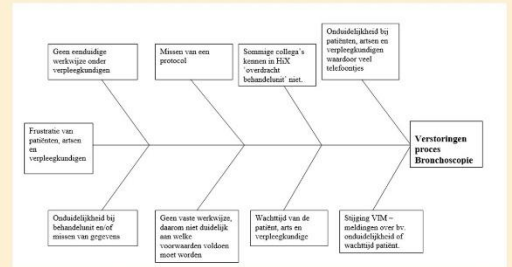 Geen eenduidige
werkwijze onder
verpleegkundigen
Missen van een
protocol
Sommige collega's
kennen in HiX
'overdracht
behandelunit' niet.
Onduidelijkheid bij
patiënten, artsen en
verpleegkundigen
waardoor veel
telefoontjes
Frustratie van
patiënten, artsen
en
verpleegkundigen
Verstoringen
proces
Bronchoscopie
Onduidelijkheid bij
behandelunit en/of
missen van gegevens
Geen vaste werkwijze,
daarom niet duidelijk
aan welke
voorwaarden voldoen
moet worden
Wachttijd van de
patiënt, arts en
verpleegkundige
Stijging VIM –
meldingen over bv.
onduidelijkheid of
wachttijd patiënt.